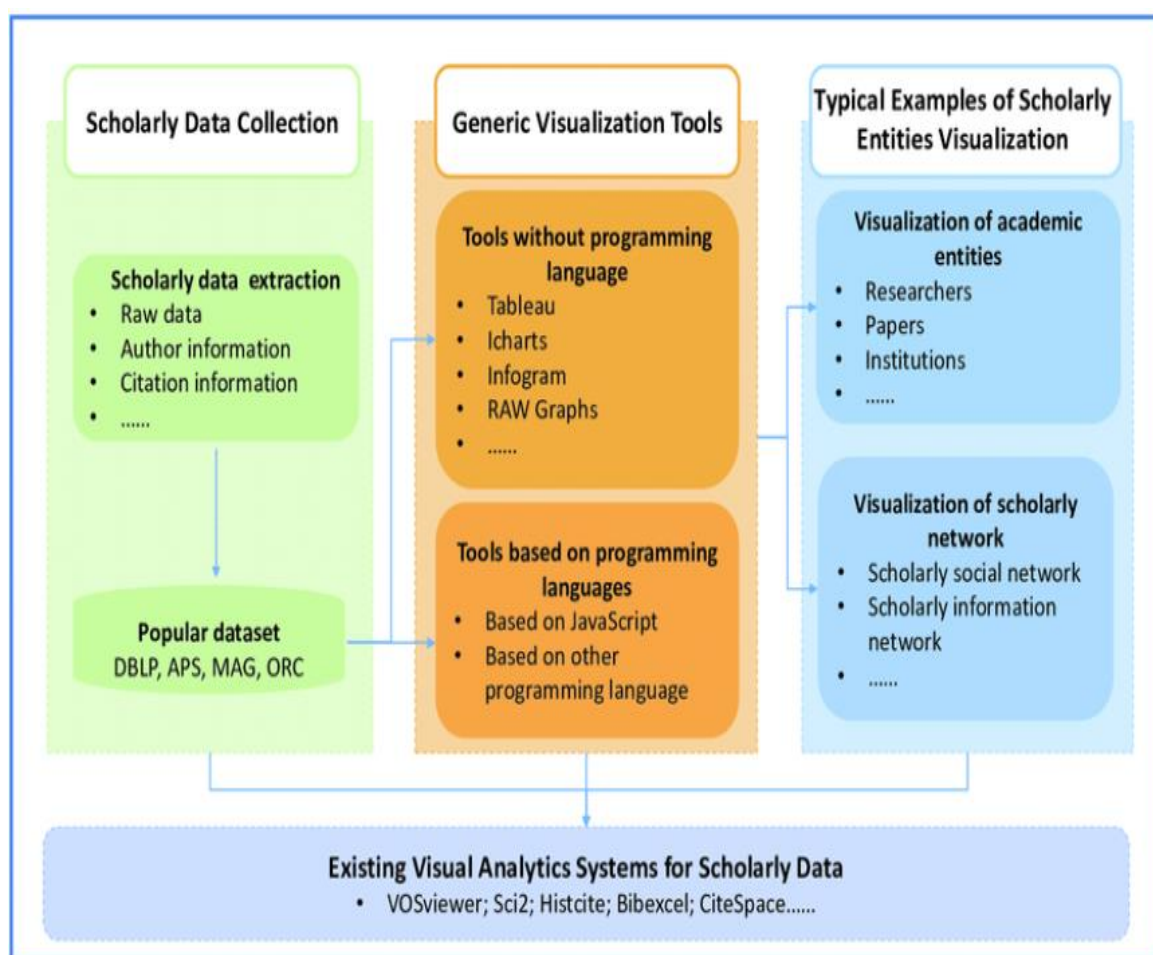 Scholarly Data Collection
Scholarly data extraction
• Raw data
• Author information
• Citation information
• ......
Popular dataset
DBLP, APS, MAG, ORC
Generic Visualization Tools
Tools without programming
language
• Tableau
• Icharts
• Infogram
• RAW Graphs
• ......
Tools based on programming
languages
• Based on JavaScript
• Based on other
programming language
Typical Examples of Scholarly
Entities Visualization
Visualization of academic
entities
• Researchers
• Papers
• Institutions
• ......
Visualization of scholarly
network
• Scholarly social network
• Scholarly information
network
• ......
Existing Visual Analytics Systems for Scholarly Data
• VOSviewer; Sci2; Histcite; Bibexcel; CiteSpace......